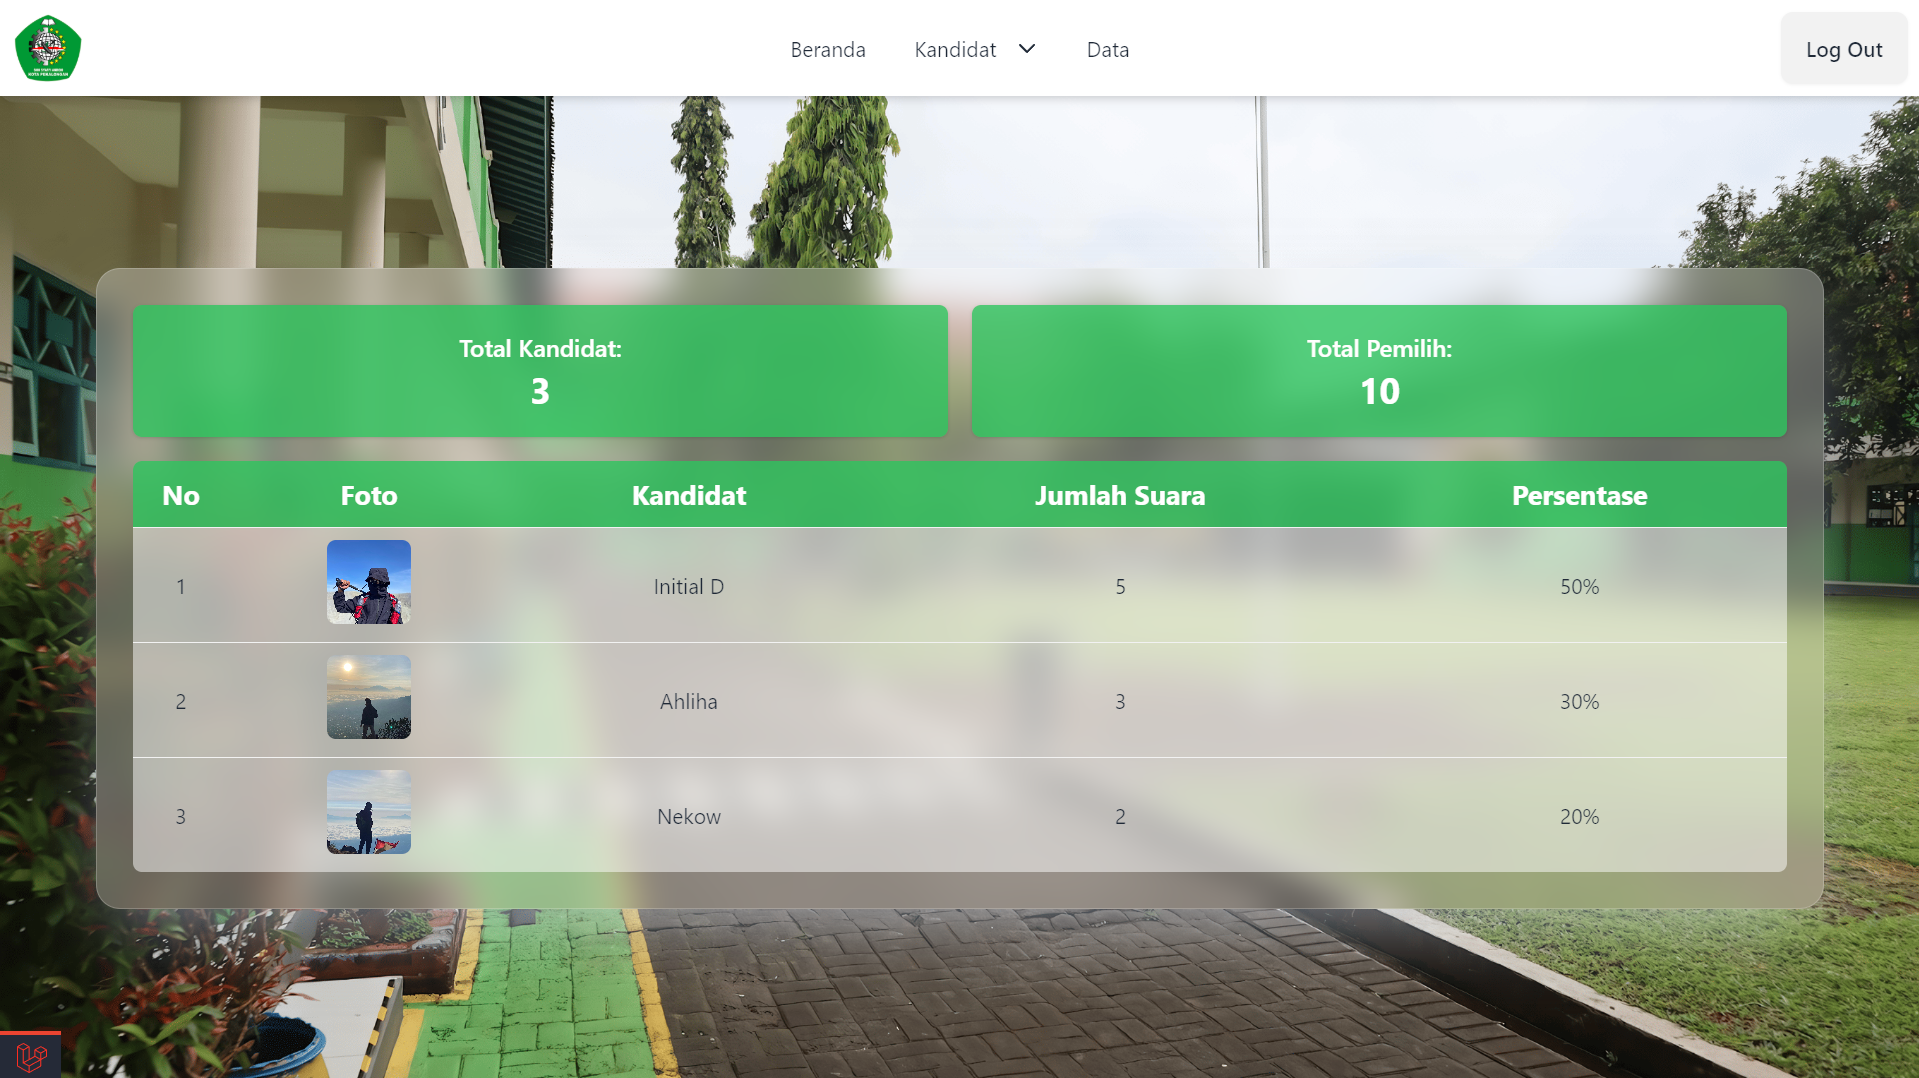 Beranda
Kandidat
Data
Log Out
Total Kandidat:
3
Total Pemilih:
10
No Foto Kandidat Jumlah Suara Persentase
1 Initial D 5 50%
2 Ahliha 3 30%
3 Nekow 2 20%